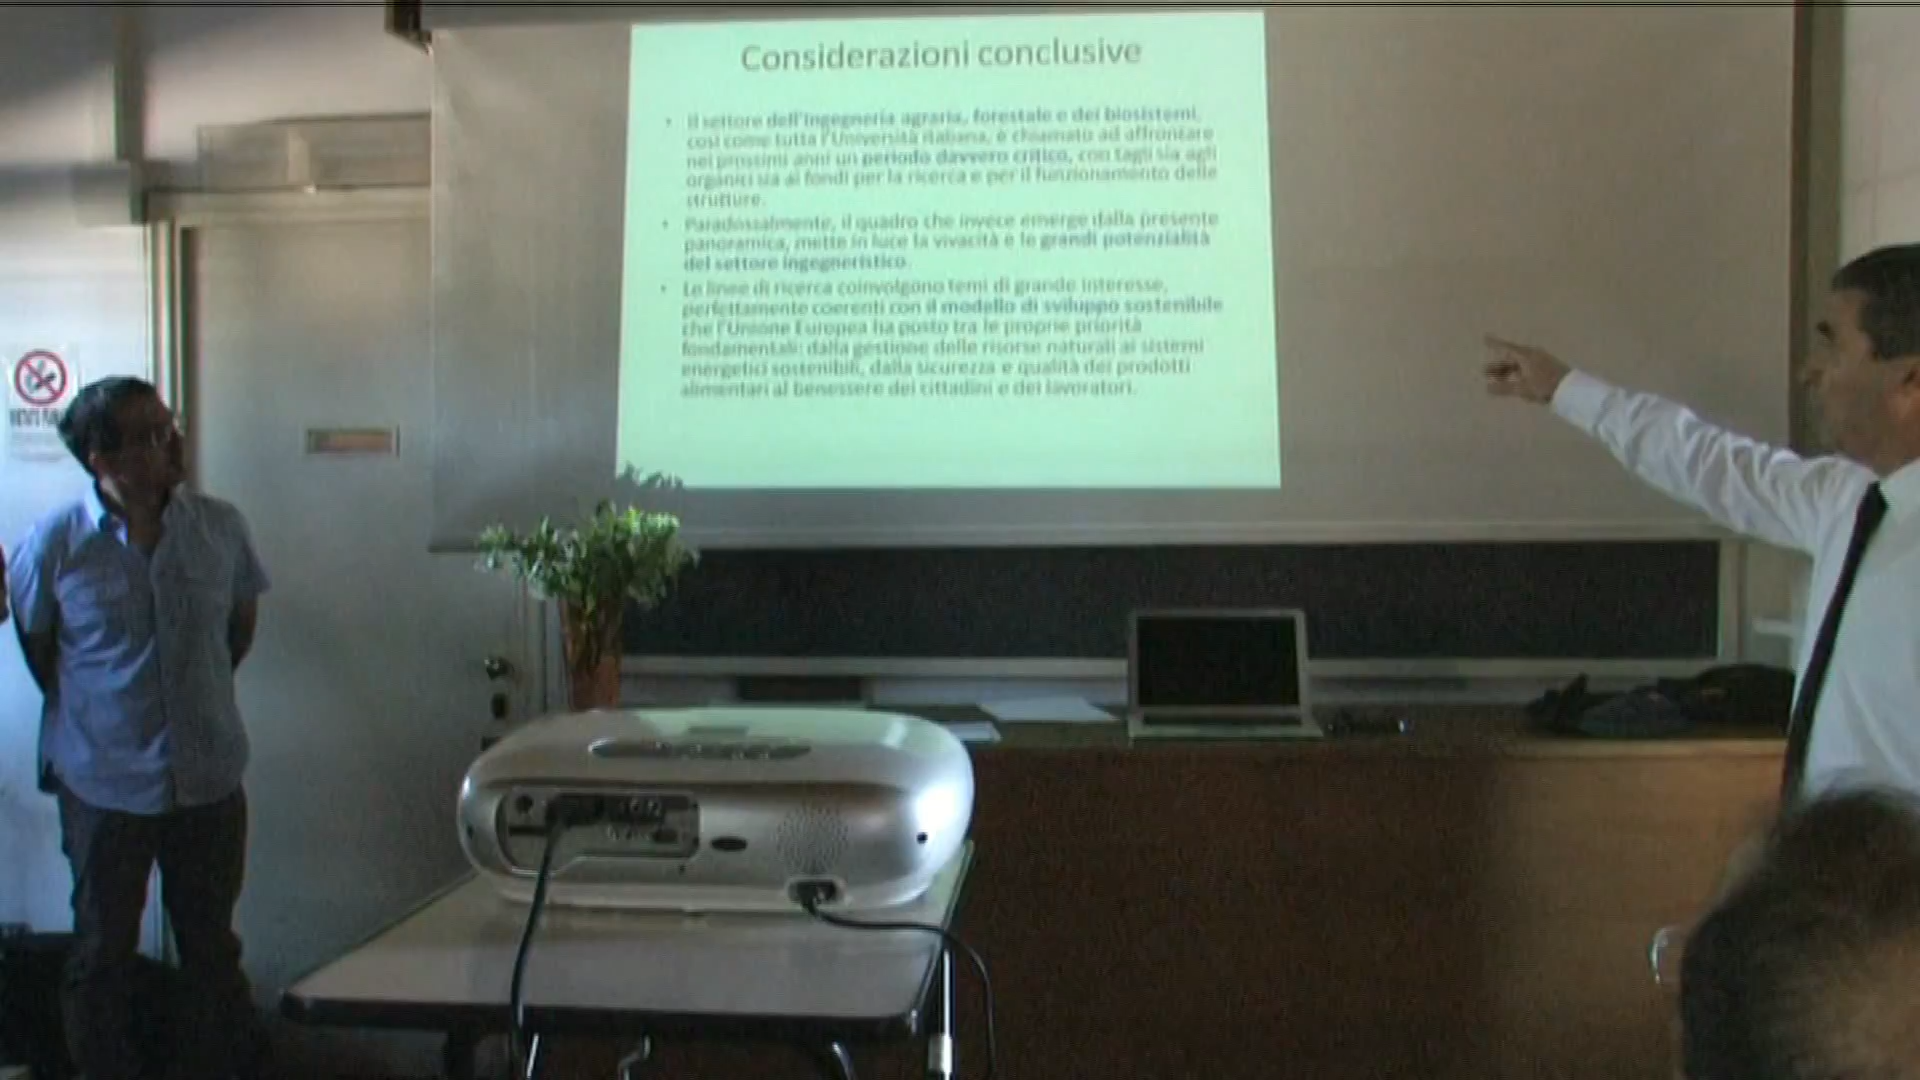 Considerazioni conclusive
• Il settore dell'ingegneria agraria, forestale e dei biosistemi,
così come tutta l'Università italiana, è chiamato ad affrontare
nei prossimi anni un periodo davvero critico, con tagli sia agli
organici sia ai fondi per la ricerca e per il funzionamento delle
strutture.
• Paradossalmente, il quadro che invece emerge dalla presente
panoramica, mette in luce la vivacità e le grandi potenzialità
del settore ingegneristico.
• Le linee di ricerca coinvolgono temi di grande interesse,
perfettamente coerenti con il modello di sviluppo sostenibile
che l'Unione Europea ha posto tra le proprie priorità
fondamentali: dalla gestione delle risorse naturali ai sistemi
energetici sostenibili, dalla sicurezza e qualità dei prodotti
alimentari al benessere dei cittadini e dei lavoratori.
VIETATO